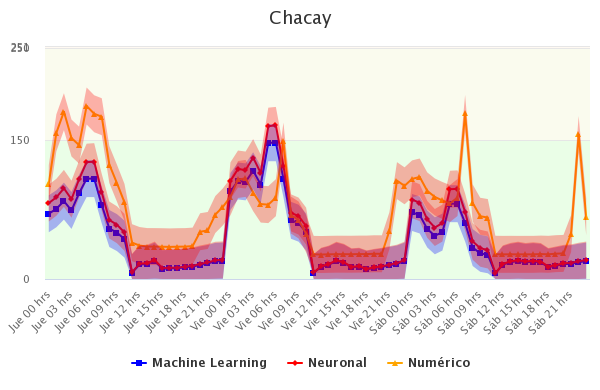 Chacay
150
0
Jue 00 hrs
Jue 03 hrs
Jue 06 hrs
Jue 09 hrs
Jue 12 hrs
Jue 15 hrs
Jue 18 hrs
Jue 21 hrs
Vie 00 hrs
Vie 03 hrs
Vie 06 hrs
Vie 09 hrs
Vie 12 hrs
Vie 15 hrs
Vie 18 hrs
Vie 21 hrs
Sáb 00 hrs
Sáb 03 hrs
Sáb 06 hrs
Sáb 09 hrs
Sáb 12 hrs
Sáb 15 hrs
Sáb 18 hrs
Sáb 21 hrs
Machine Learning Neuronal Numérico